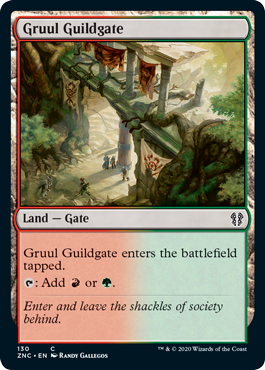 Gruul Guildgate
Land — Gate
Gruul Guildgate enters the battlefield
tapped.
: Add or .
Enter and leave the shackles of society
behind.
130 C
ZNC • EN Randy Gallegos
™ & © 2020 Wizards of the Coast